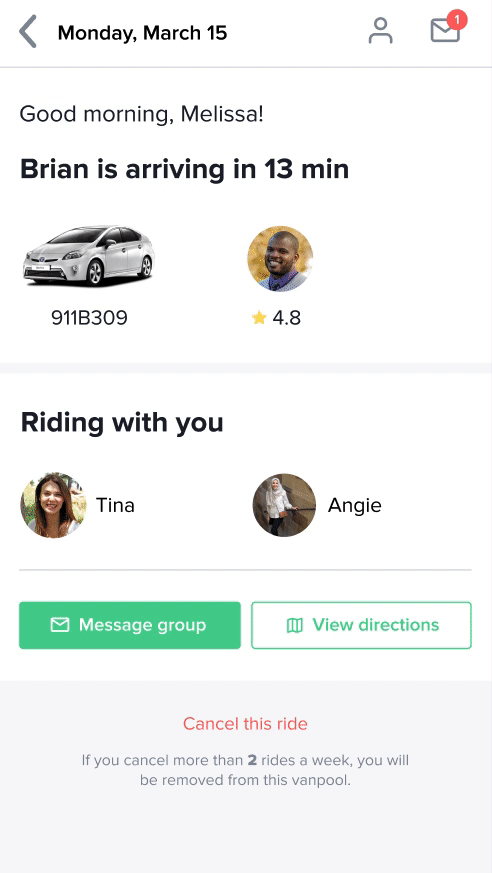 Monday, March 15
1
Good morning, Melissa!
Brian is arriving in 13 min
911B309
4.8
Riding with you
Tina
Angie
Message group
View directions
Cancel this ride
If you cancel more than 2 rides a week, you will
be removed from this vanpool.